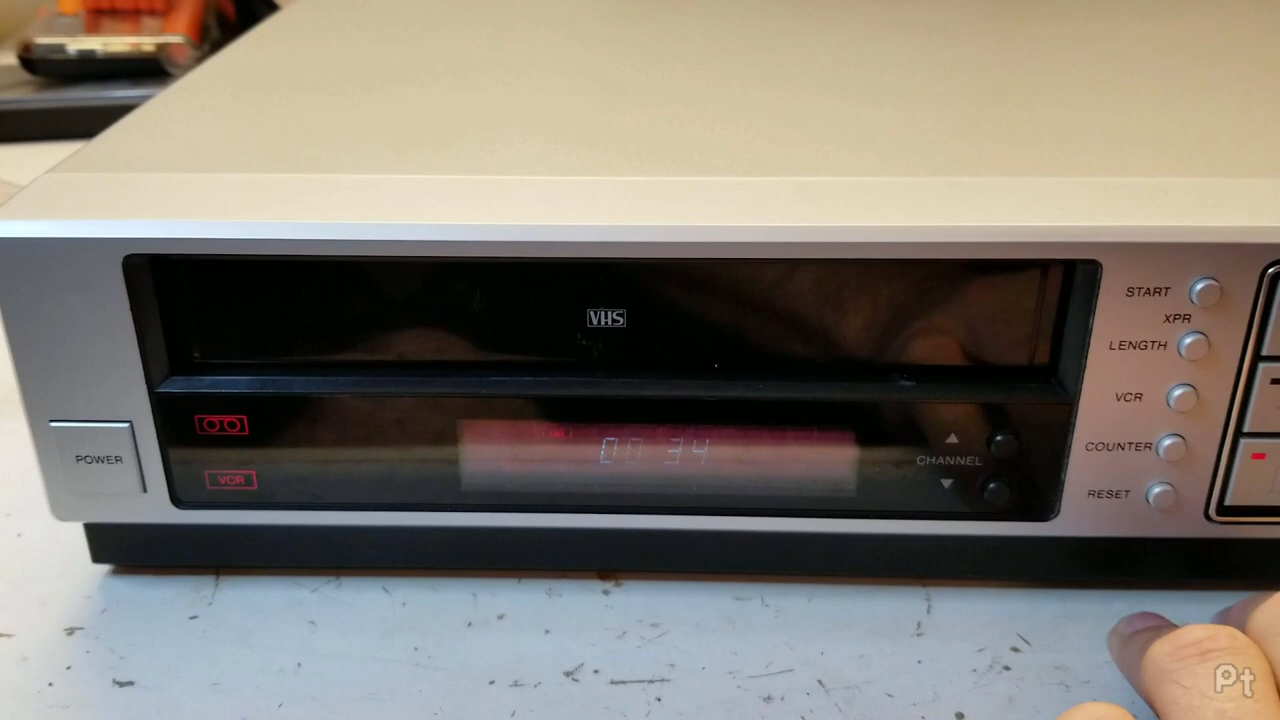 VHS
START
XPR
LENGTH
VCR
COUNTER
RESET
POWER
VCR
00 34
CHANNEL
Pt